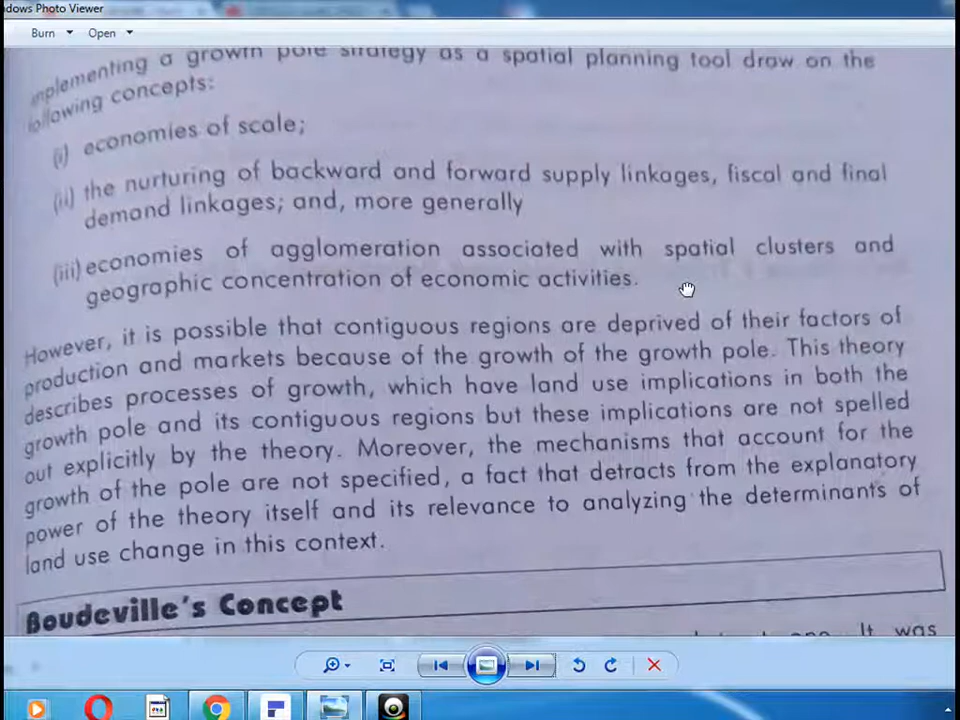 dows Photo Viewer
Burn Open
mplementing a growth pole strategy as a spatial planning tool draw on the
following concepts:
(i) economies of scale;
(ii) the nurturing of backward and forward supply linkages, fiscal and final
demand linkages; and, more generally
(iii) economies of agglomeration associated with spatial clusters and
geographic concentration of economic activities.
However, it is possible that contiguous regions are deprived of their factors of
production and markets because of the growth of the growth pole. This theory
describes processes of growth, which have land use implications in both the
growth pole and its contiguous regions but these implications are not spelled
out explicitly by the theory. Moreover, the mechanisms that account for the
growth of the pole are not specified, a fact that detracts from the explanatory
power of the theory itself and its relevance to analyzing the determinants of
land use change in this context.
Boudeville's Concept
It was